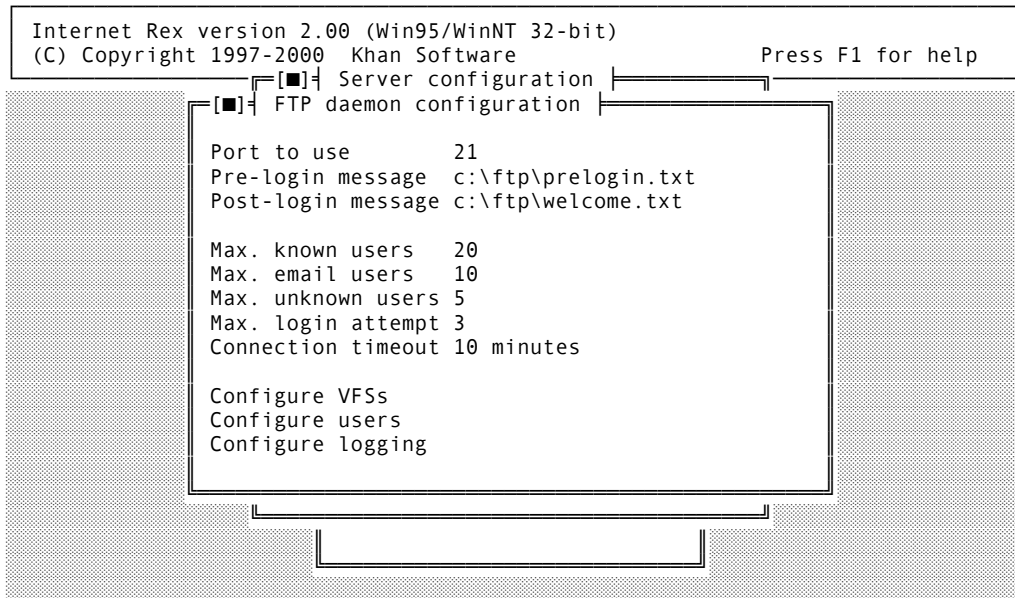 Internet Rex version 2.00 (Win95/WinNT 32-bit)
(C) Copyright 1997-2000 Khan Software Press F1 for help
[■] Server configuration
[■] FTP daemon configuration
Port to use 21
Pre-login message c:\ftp\prelogin.txt
Post-login message c:\ftp\welcome.txt
Max. known users 20
Max. email users 10
Max. unknown users 5
Max. login attempt 3
Connection timeout 10 minutes
Configure VFSs
Configure users
Configure logging